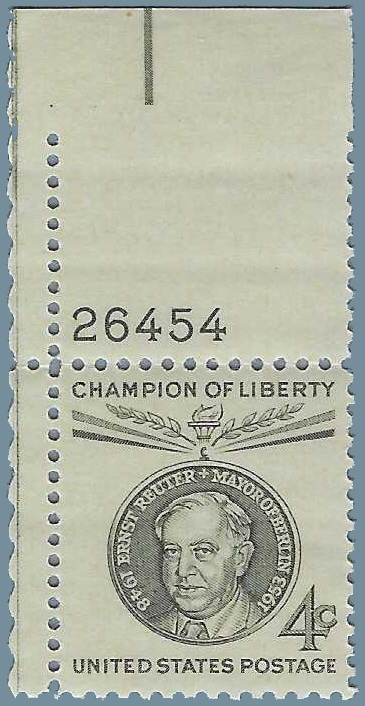 26454
CHAMPION OF LIBERTY
ERNST REUTER + MAYOR OF BERLIN
1948 1953
4c
UNITED STATES POSTAGE